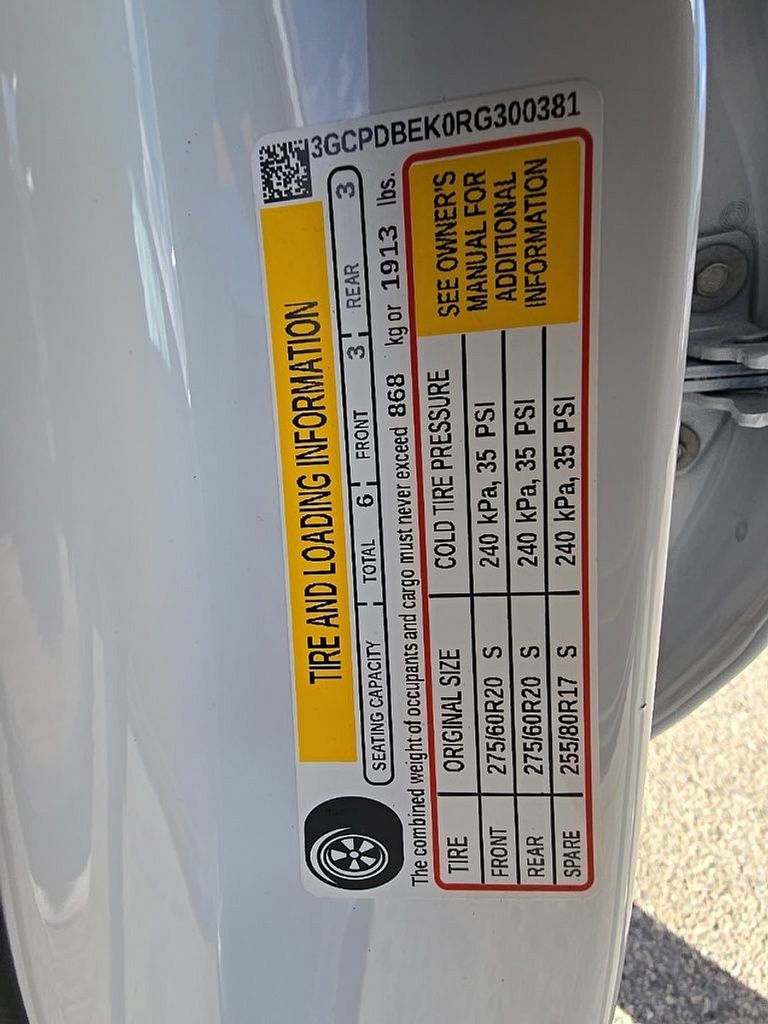 3GCPDBEK0RG300381
TIRE AND LOADING INFORMATION
SEATING CAPACITY TOTAL 6 FRONT 3 REAR 3
The combined weight of occupants and cargo must never exceed 868 kg or 1913 lbs.
TIRE ORIGINAL SIZE COLD TIRE PRESSURE
FRONT 275/60R20 S 240 kPa, 35 PSI
REAR 275/60R20 S 240 kPa, 35 PSI
SPARE 255/80R17 S 240 kPa, 35 PSI
SEE OWNER'S
MANUAL FOR
ADDITIONAL
INFORMATION